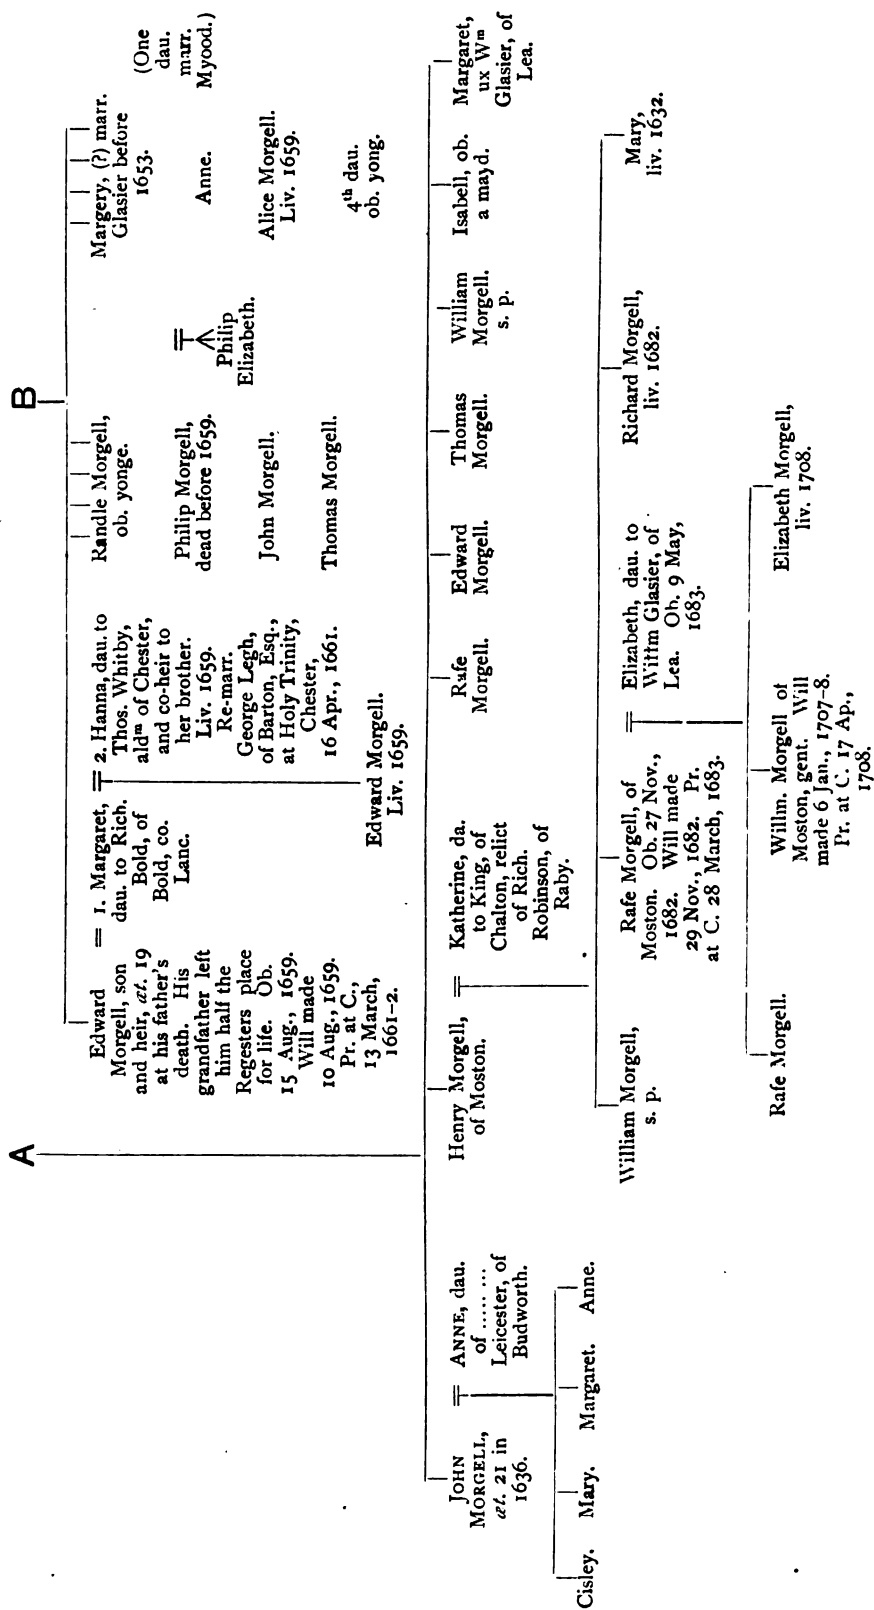 A
B
Edward
Morgell, son
and heir, æt. 19
at his father's
death. His
grandfather left
him half the
Regesters place
for life. Ob.
15 Aug., 1659.
Will made
10 Aug., 1659.
Pr. at C.,
13 March,
1661-2.
= 1. Margaret,
dau. to Rich.
Bold, of
Bold, co.
Lanc.
= 2. Hanna, dau. to
Thos. Whitby,
aldm of Chester,
and co-heir to
her brother.
Liv. 1659.
Re-marr.
George Legh,
of Barton, Esq.,
at Holy Trinity,
Chester,
16 Apr., 1661.
Edward Morgell.
Liv. 1659.
Randle Morgell,
ob. yonge.
Philip Morgell,
dead before 1659.
John Morgell.
Thomas Morgell.
=
Philip
Elizabeth.
Margery, (?) marr.
Glasier before
1653.
Anne.
Alice Morgell.
Liv. 1659.
4th dau.
ob. yong.
(One
dau.
marr.
Myood.)
JOHN
MORGELL,
æt. 21 in
1636.
=
ANNE, dau.
of ........
Leicester, of
Budworth.
Henry Morgell,
of Moston.
=
Katherine, da.
to King, of
Chalton, relict
of Rich.
Robinson, of
Raby.
Rafe
Morgell.
Edward
Morgell.
Thomas
Morgell.
William
Morgell.
s. p.
Isabell, ob.
a mayd.
Margaret,
ux Wm
Glasier, of
Lea.
Cisley. Mary. Margaret. Anne.
William Morgell,
s. p.
Rafe Morgell, of
Moston. Ob. 27 Nov.,
1682. Will made
29 Nov., 1682. Pr.
at C. 28 March, 1683.
=
Elizabeth, dau. to
Wittm Glasier, of
Lea. Ob. 9 May,
1683.
Richard Morgell,
liv. 1682.
Mary,
liv. 1632.
Rafe Morgell.
Willm. Morgell of
Moston, gent. Will
made 6 Jan., 1707-8.
Pr. at C. 17 Ap.,
1708.
Elizabeth Morgell,
liv. 1708.